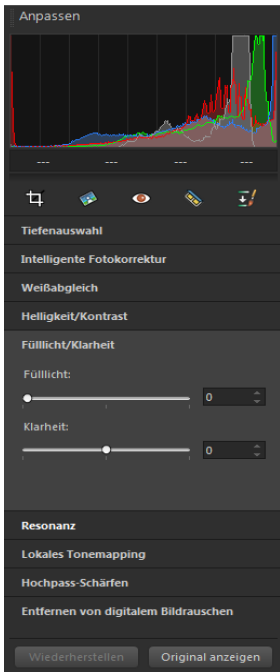 Anpassen
--- --- --- ---
Tiefenauswahl
Intelligente Fotokorrektur
Weißabgleich
Helligkeit/Kontrast
Fülllicht/Klarheit
Fülllicht:
0
Klarheit:
0
Resonanz
Lokales Tonemapping
Hochpass-Schärfen
Entfernen von digitalem Bildrauschen
Wiederherstellen Original anzeigen